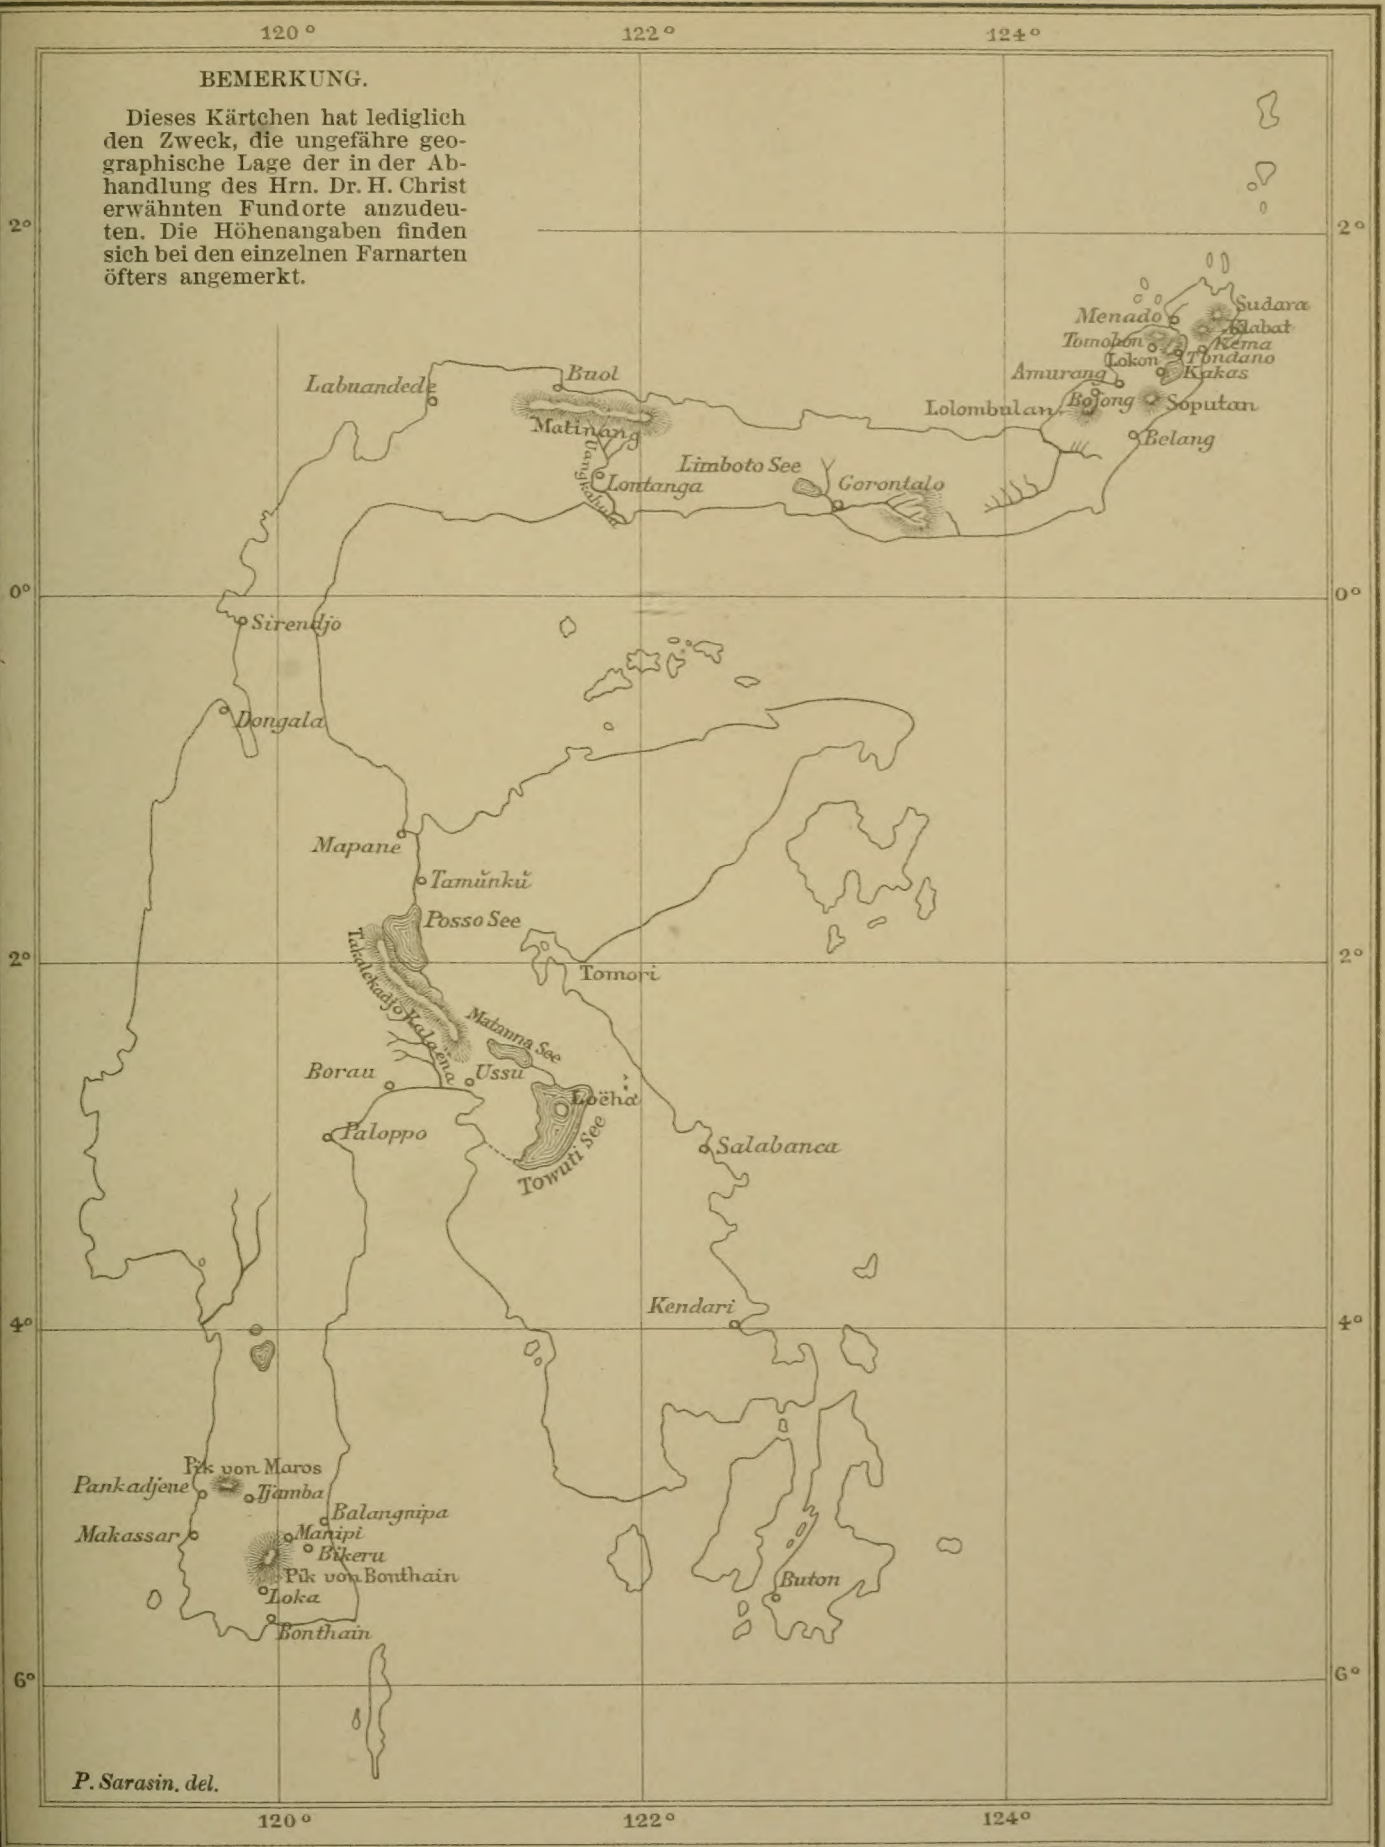 120°
122°
124°
BEMERKUNG.
Dieses Kärtchen hat lediglich
den Zweck, die ungefähre geo-
graphische Lage der in der Ab-
handlung des Hrn. Dr. H. Christ
erwähnten Fundorte anzudeu-
ten. Die Höhenangaben finden
sich bei den einzelnen Farnarten
öfters angemerkt.
2°
2°
Sudara
Menado
Klabat
Tomohon
Kema
Lokon
Tondano
Amurang
Kakas
Labuandede
Buol
Lolombulan
Bojong
Soputan
Matinang
Belang
Limboto See
Lontanga
Gorontalo
0°
0°
Sirendjo
Dongala
Mapane
Tamŭnkŭ
Posso See
2°
2°
Takalekadjo
Tomori
Kalaëna
Matanna See
Borau
Ussu
Loëha
Paloppo
Towuti See
Salabanca
Kendari
4°
4°
Pik von Maros
Pankadjene
Tjamba
Balangnipa
Makassar
Manipi
Bikeru
Pik von Bonthain
Loka
Buton
Bonthain
6°
6°
P. Sarasin. del.
120°
122°
124°